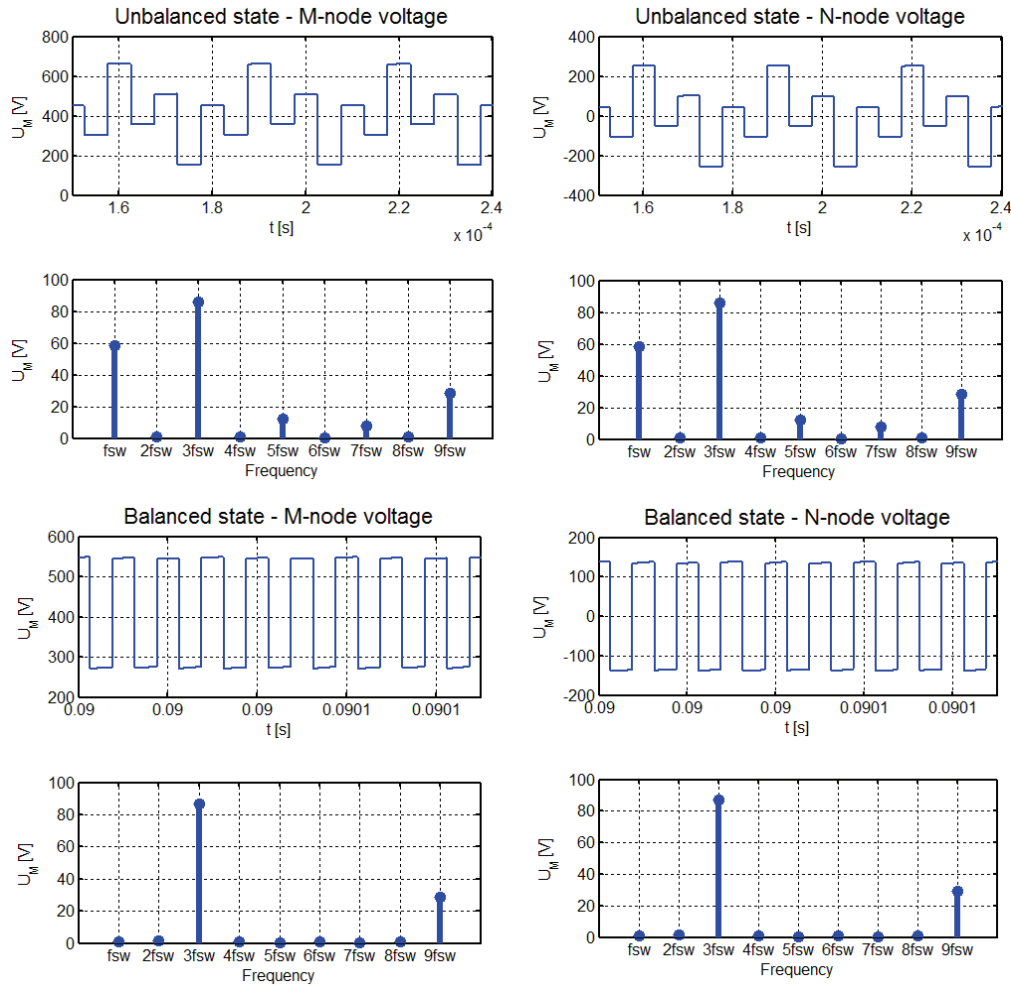 Unbalanced state - M-node voltage
800
600
400
200
0
U_M [V]
1.6 1.8 2 2.2 2.4
t [s]
x 10^-4
Unbalanced state - N-node voltage
400
200
0
-200
-400
U_M [V]
1.6 1.8 2 2.2 2.4
t [s]
x 10^-4
100
80
60
40
20
0
U_M [V]
fsw 2fsw 3fsw 4fsw 5fsw 6fsw 7fsw 8fsw 9fsw
Frequency
100
80
60
40
20
0
U_M [V]
fsw 2fsw 3fsw 4fsw 5fsw 6fsw 7fsw 8fsw 9fsw
Frequency
Balanced state - M-node voltage
600
500
400
300
200
U_M [V]
0.09 0.09 0.09 0.0901 0.0901
t [s]
Balanced state - N-node voltage
200
100
0
-100
-200
U_M [V]
0.09 0.09 0.09 0.0901 0.0901
t [s]
100
80
60
40
20
0
U_M [V]
fsw 2fsw 3fsw 4fsw 5fsw 6fsw 7fsw 8fsw 9fsw
Frequency
100
80
60
40
20
0
U_M [V]
fsw 2fsw 3fsw 4fsw 5fsw 6fsw 7fsw 8fsw 9fsw
Frequency